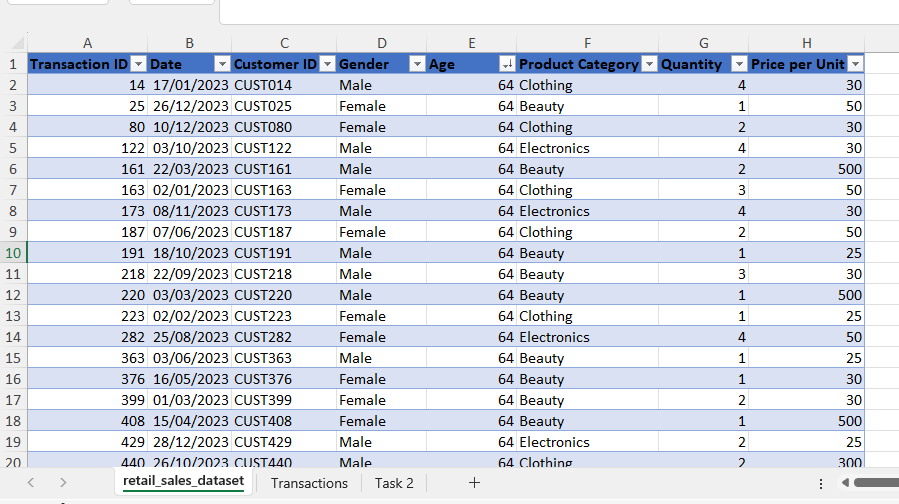 A B C D E F G H
1 Transaction ID Date Customer ID Gender Age Product Category Quantity Price per Unit
2 14 17/01/2023 CUST014 Male 64 Clothing 4 30
3 25 26/12/2023 CUST025 Female 64 Beauty 1 50
4 80 10/12/2023 CUST080 Female 64 Clothing 2 30
5 122 03/10/2023 CUST122 Male 64 Electronics 4 30
6 161 22/03/2023 CUST161 Male 64 Beauty 2 500
7 163 02/01/2023 CUST163 Female 64 Clothing 3 50
8 173 08/11/2023 CUST173 Male 64 Electronics 4 30
9 187 07/06/2023 CUST187 Female 64 Clothing 2 50
10 191 18/10/2023 CUST191 Male 64 Beauty 1 25
11 218 22/09/2023 CUST218 Male 64 Beauty 3 30
12 220 03/03/2023 CUST220 Male 64 Beauty 1 500
13 223 02/02/2023 CUST223 Female 64 Clothing 1 25
14 282 25/08/2023 CUST282 Female 64 Electronics 4 50
15 363 03/06/2023 CUST363 Male 64 Beauty 1 25
16 376 16/05/2023 CUST376 Female 64 Beauty 1 30
17 399 01/03/2023 CUST399 Female 64 Beauty 2 30
18 408 15/04/2023 CUST408 Female 64 Beauty 1 500
19 429 28/12/2023 CUST429 Male 64 Electronics 2 25
20 440 26/10/2023 CUST440 Male 64 Clothing 2 300
retail_sales_dataset Transactions Task 2